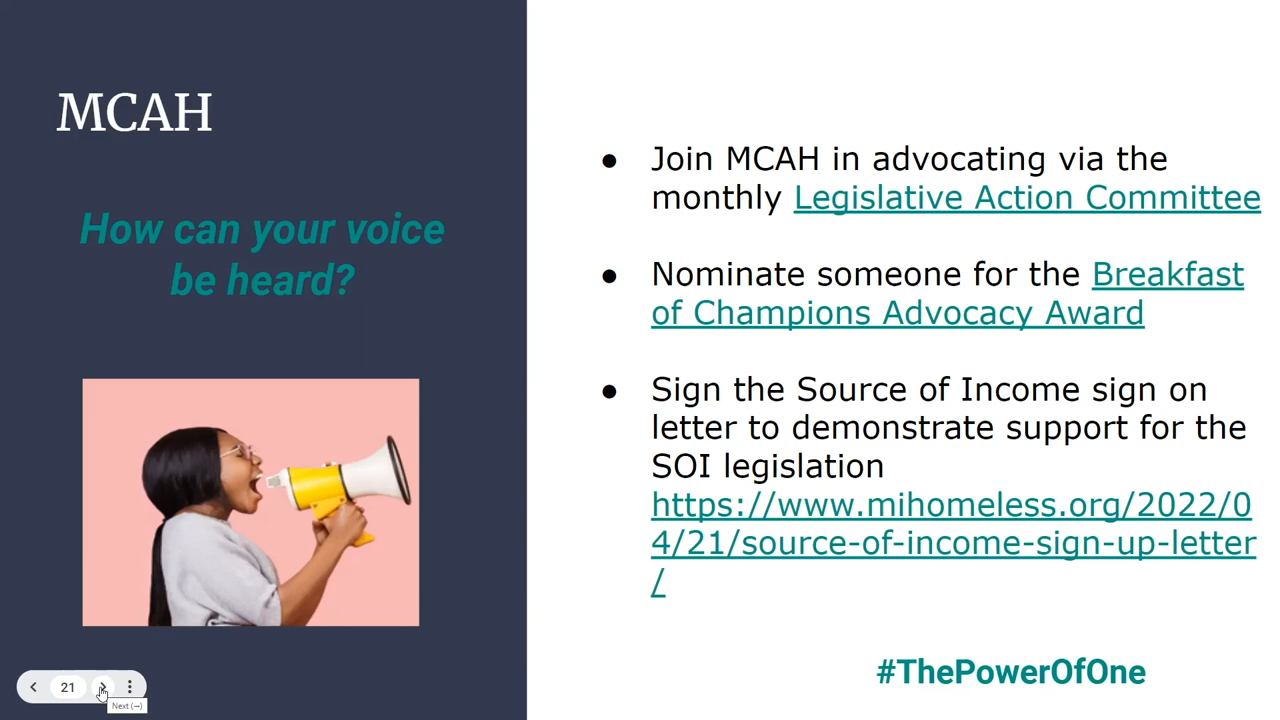 MCAH
How can your voice
be heard?
● Join MCAH in advocating via the
monthly Legislative Action Committee
● Nominate someone for the Breakfast
of Champions Advocacy Award
● Sign the Source of Income sign on
letter to demonstrate support for the
SOI legislation
https://www.mihomeless.org/2022/0
4/21/source-of-income-sign-up-letter
/
#ThePowerOfOne
21
Next (→)